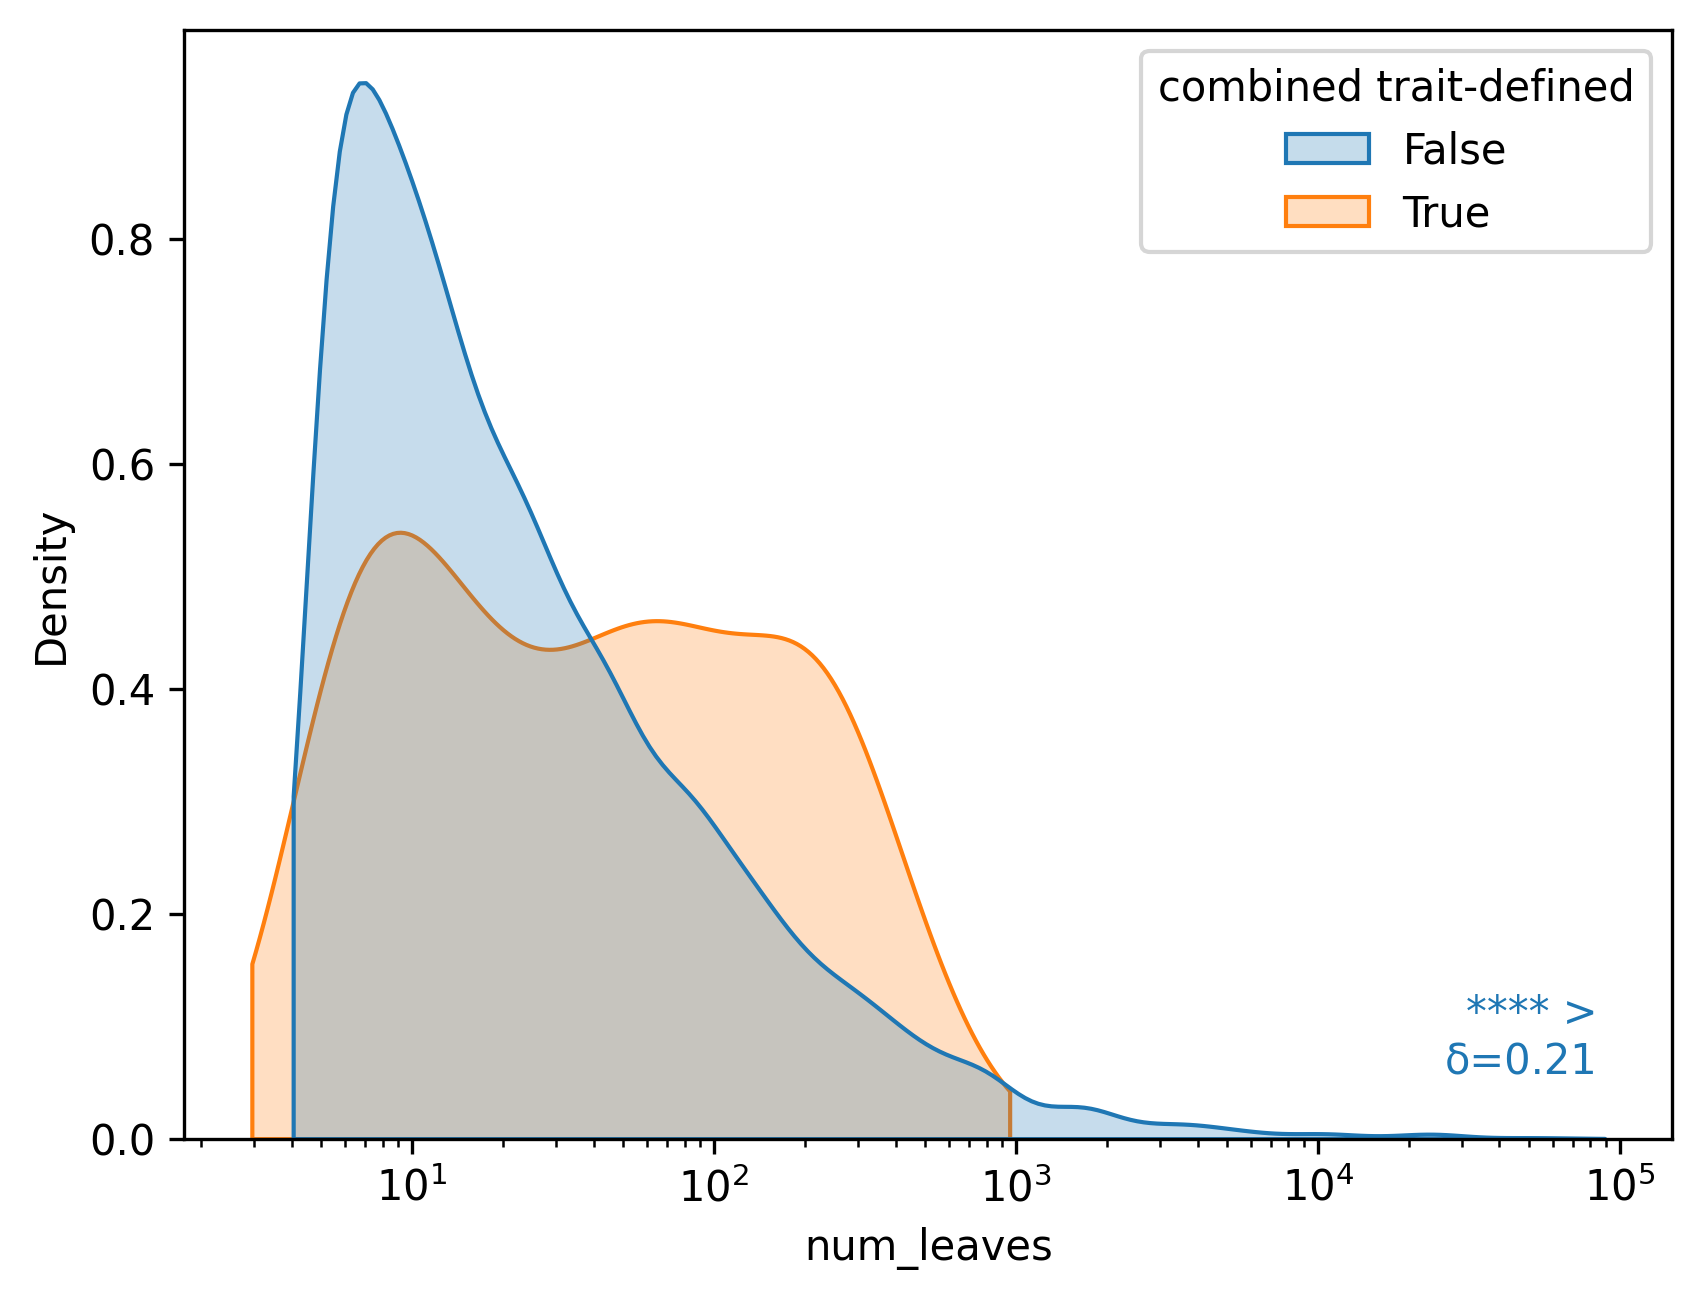 combined trait-defined
False
True
Density
0.8
0.6
0.4
0.2
0.0
**** >
δ=0.21
10¹ 10² 10³ 10⁴ 10⁵
num_leaves